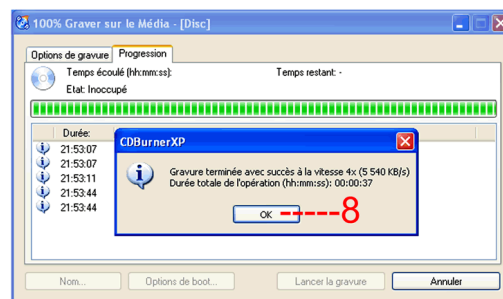 100% Graver sur le Média - [Disc]
Options de gravure Progression
Temps écoulé (hh:mm:ss): Temps restant: -
Etat: Inoccupé
Durée:
21:53:07
21:53:07
21:53:11
21:53:44
21:53:44
CDBurnerXP
Gravure terminée avec succès à la vitesse 4x (5 540 KB/s)
Durée totale de l'opération (hh:mm:ss): 00:00:37
OK 8
Nom... Options de boot... Lancer la gravure Annuler